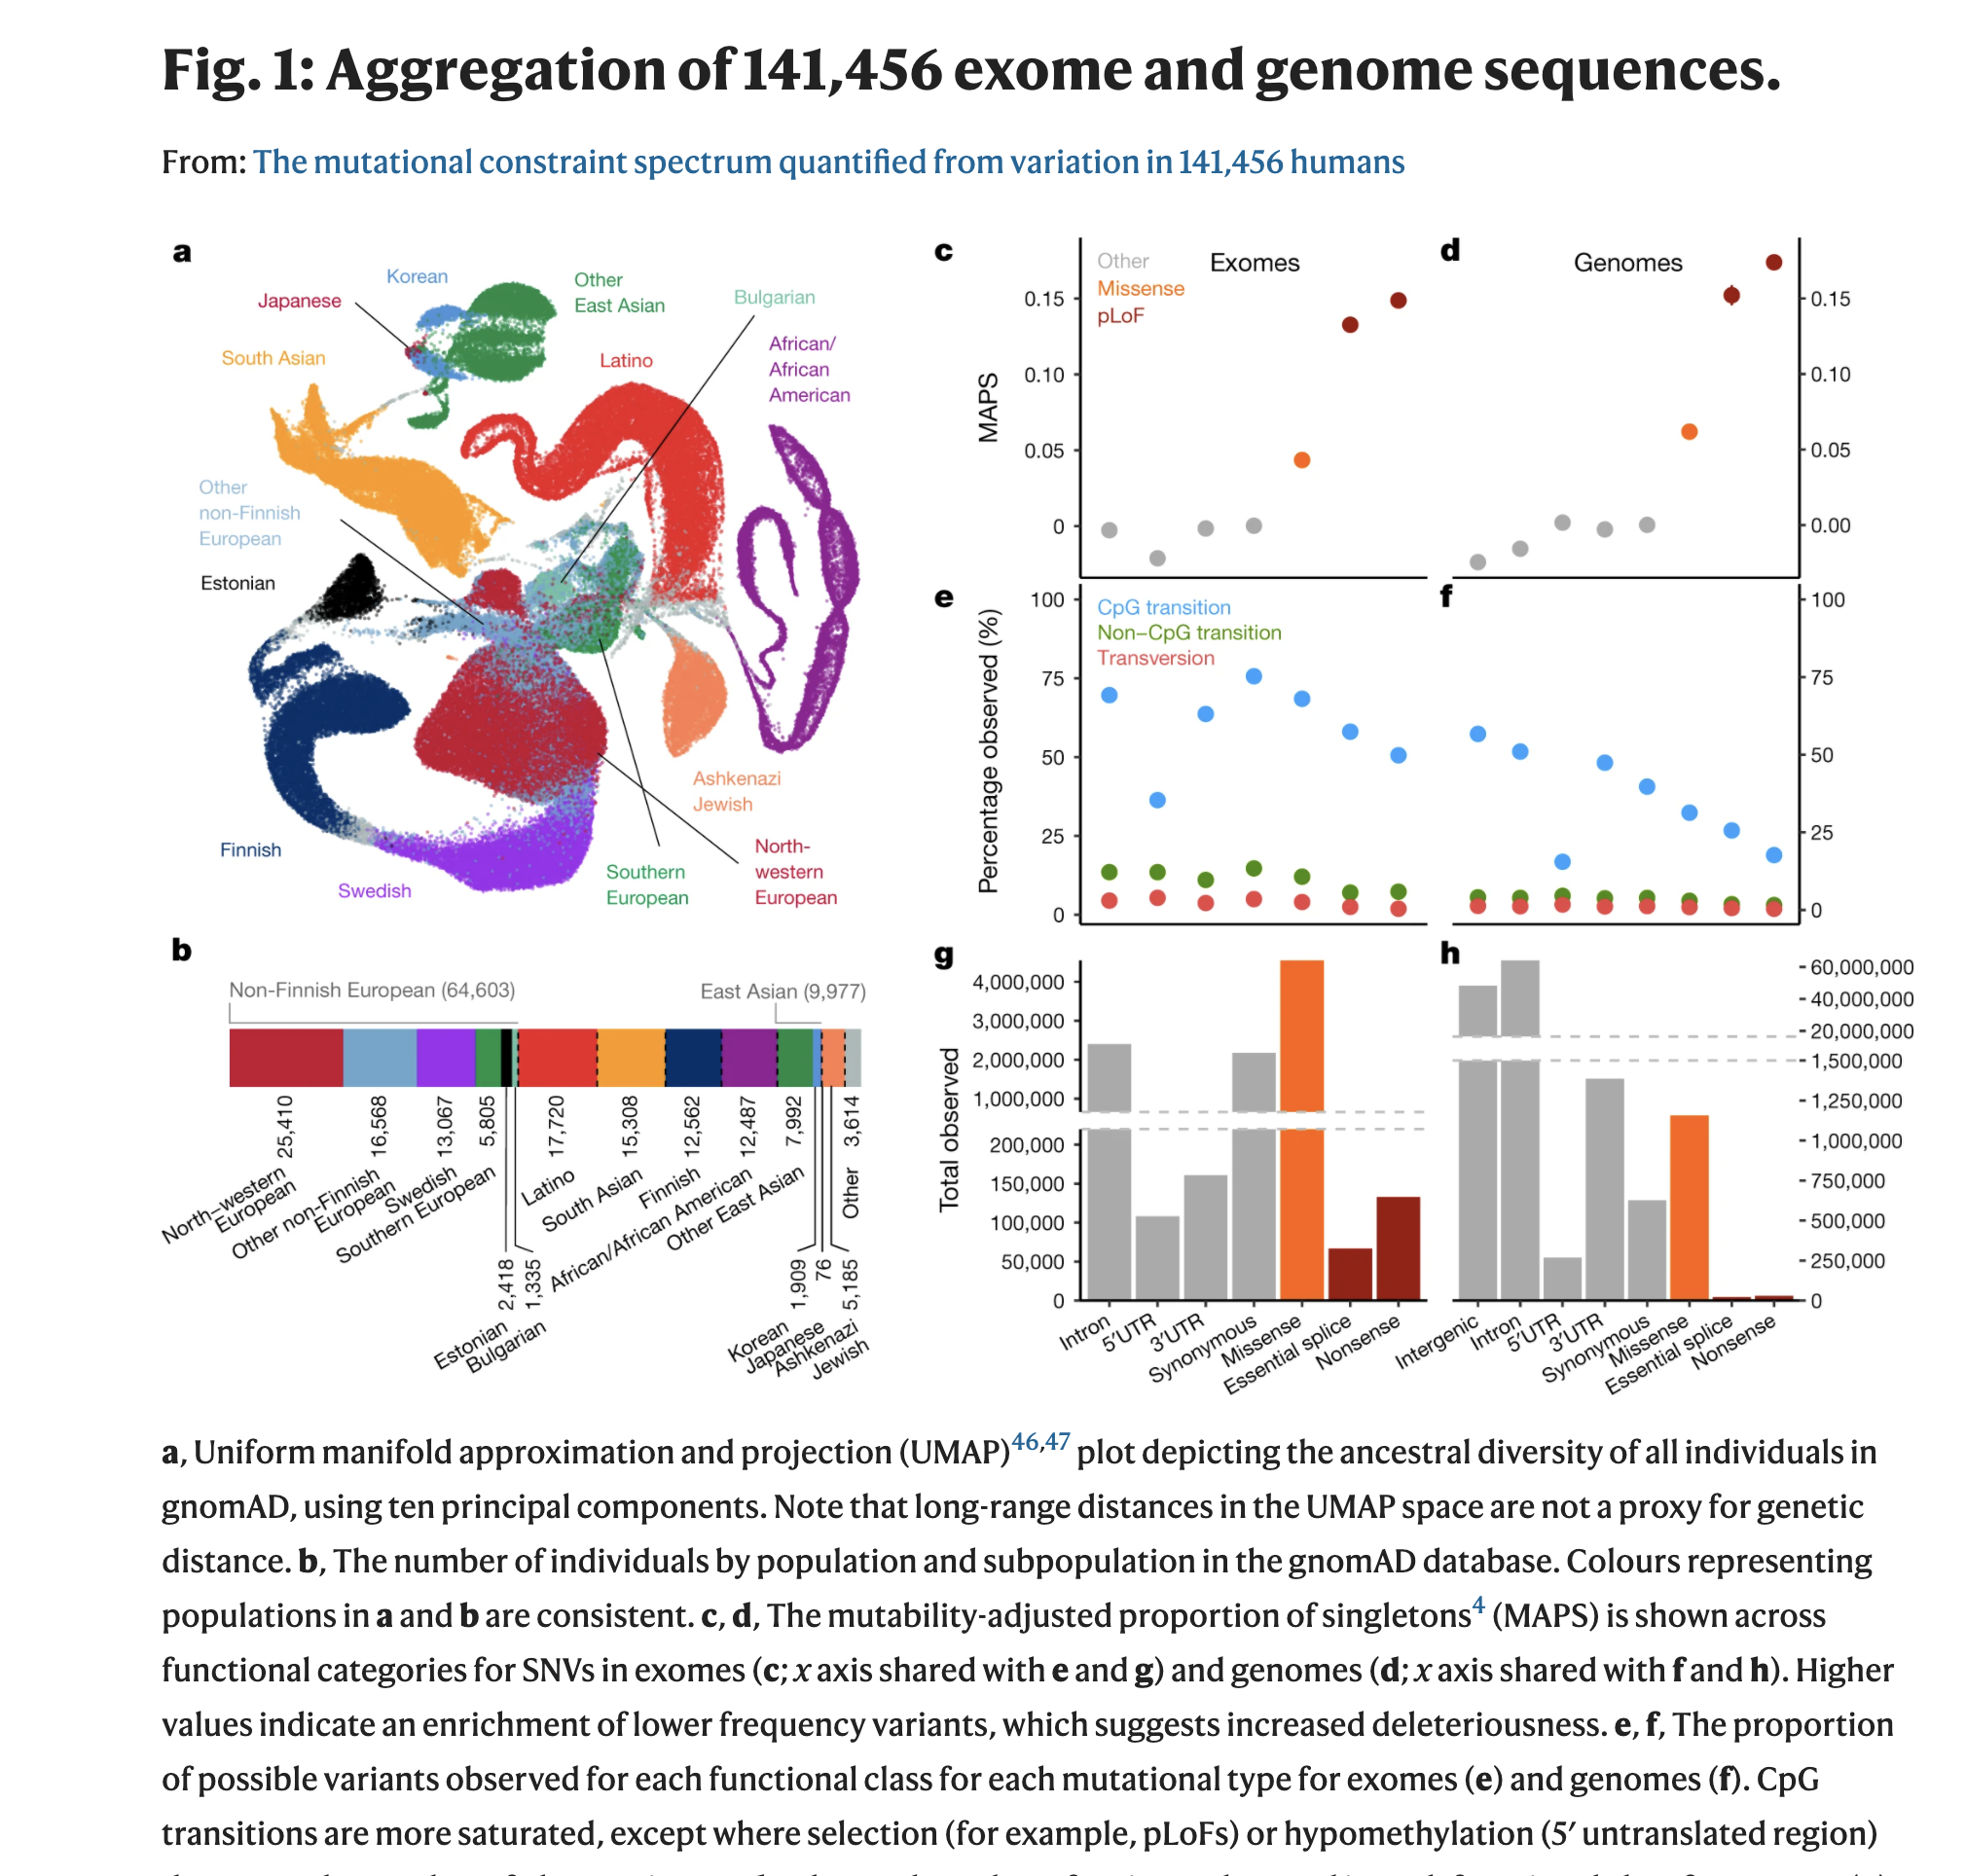 Fig. 1: Aggregation of 141,456 exome and genome sequences.
From: The mutational constraint spectrum quantified from variation in 141,456 humans
a
Korean
Japanese
Other
East Asian
Bulgarian
South Asian
Latino
African/
African
American
Other
non-Finnish
European
Estonian
Ashkenazi
Jewish
Finnish
Swedish
Southern
European
North-
western
European
b
Non-Finnish European (64,603)
East Asian (9,977)
25,410
16,568
13,067
5,805
17,720
15,308
12,562
12,487
7,992
3,614
North–western
European
Other non-Finnish
European
Swedish
Southern European
Latino
South Asian
Finnish
African/African American
Other East Asian
Other
2,418
1,335
1,909
76
5,185
Estonian
Bulgarian
Korean
Japanese
Ashkenazi
Jewish
c
Other
Missense
pLoF
Exomes
MAPS
0.15
0.10
0.05
0
d
Genomes
0.15
0.10
0.05
0.00
e
CpG transition
Non–CpG transition
Transversion
Percentage observed (%)
100
75
50
25
0
f
100
75
50
25
0
g
Total observed
4,000,000
3,000,000
2,000,000
1,000,000
200,000
150,000
100,000
50,000
0
Intron
5′UTR
3′UTR
Synonymous
Missense
Essential splice
Nonsense
h
60,000,000
40,000,000
20,000,000
1,500,000
1,250,000
1,000,000
750,000
500,000
250,000
0
Intergenic
Intron
5′UTR
3′UTR
Synonymous
Missense
Essential splice
Nonsense
a, Uniform manifold approximation and projection (UMAP)46,47 plot depicting the ancestral diversity of all individuals in
gnomAD, using ten principal components. Note that long-range distances in the UMAP space are not a proxy for genetic
distance. b, The number of individuals by population and subpopulation in the gnomAD database. Colours representing
populations in a and b are consistent. c, d, The mutability-adjusted proportion of singletons4 (MAPS) is shown across
functional categories for SNVs in exomes (c; x axis shared with e and g) and genomes (d; x axis shared with f and h). Higher
values indicate an enrichment of lower frequency variants, which suggests increased deleteriousness. e, f, The proportion
of possible variants observed for each functional class for each mutational type for exomes (e) and genomes (f). CpG
transitions are more saturated, except where selection (for example, pLoFs) or hypomethylation (5′ untranslated region)